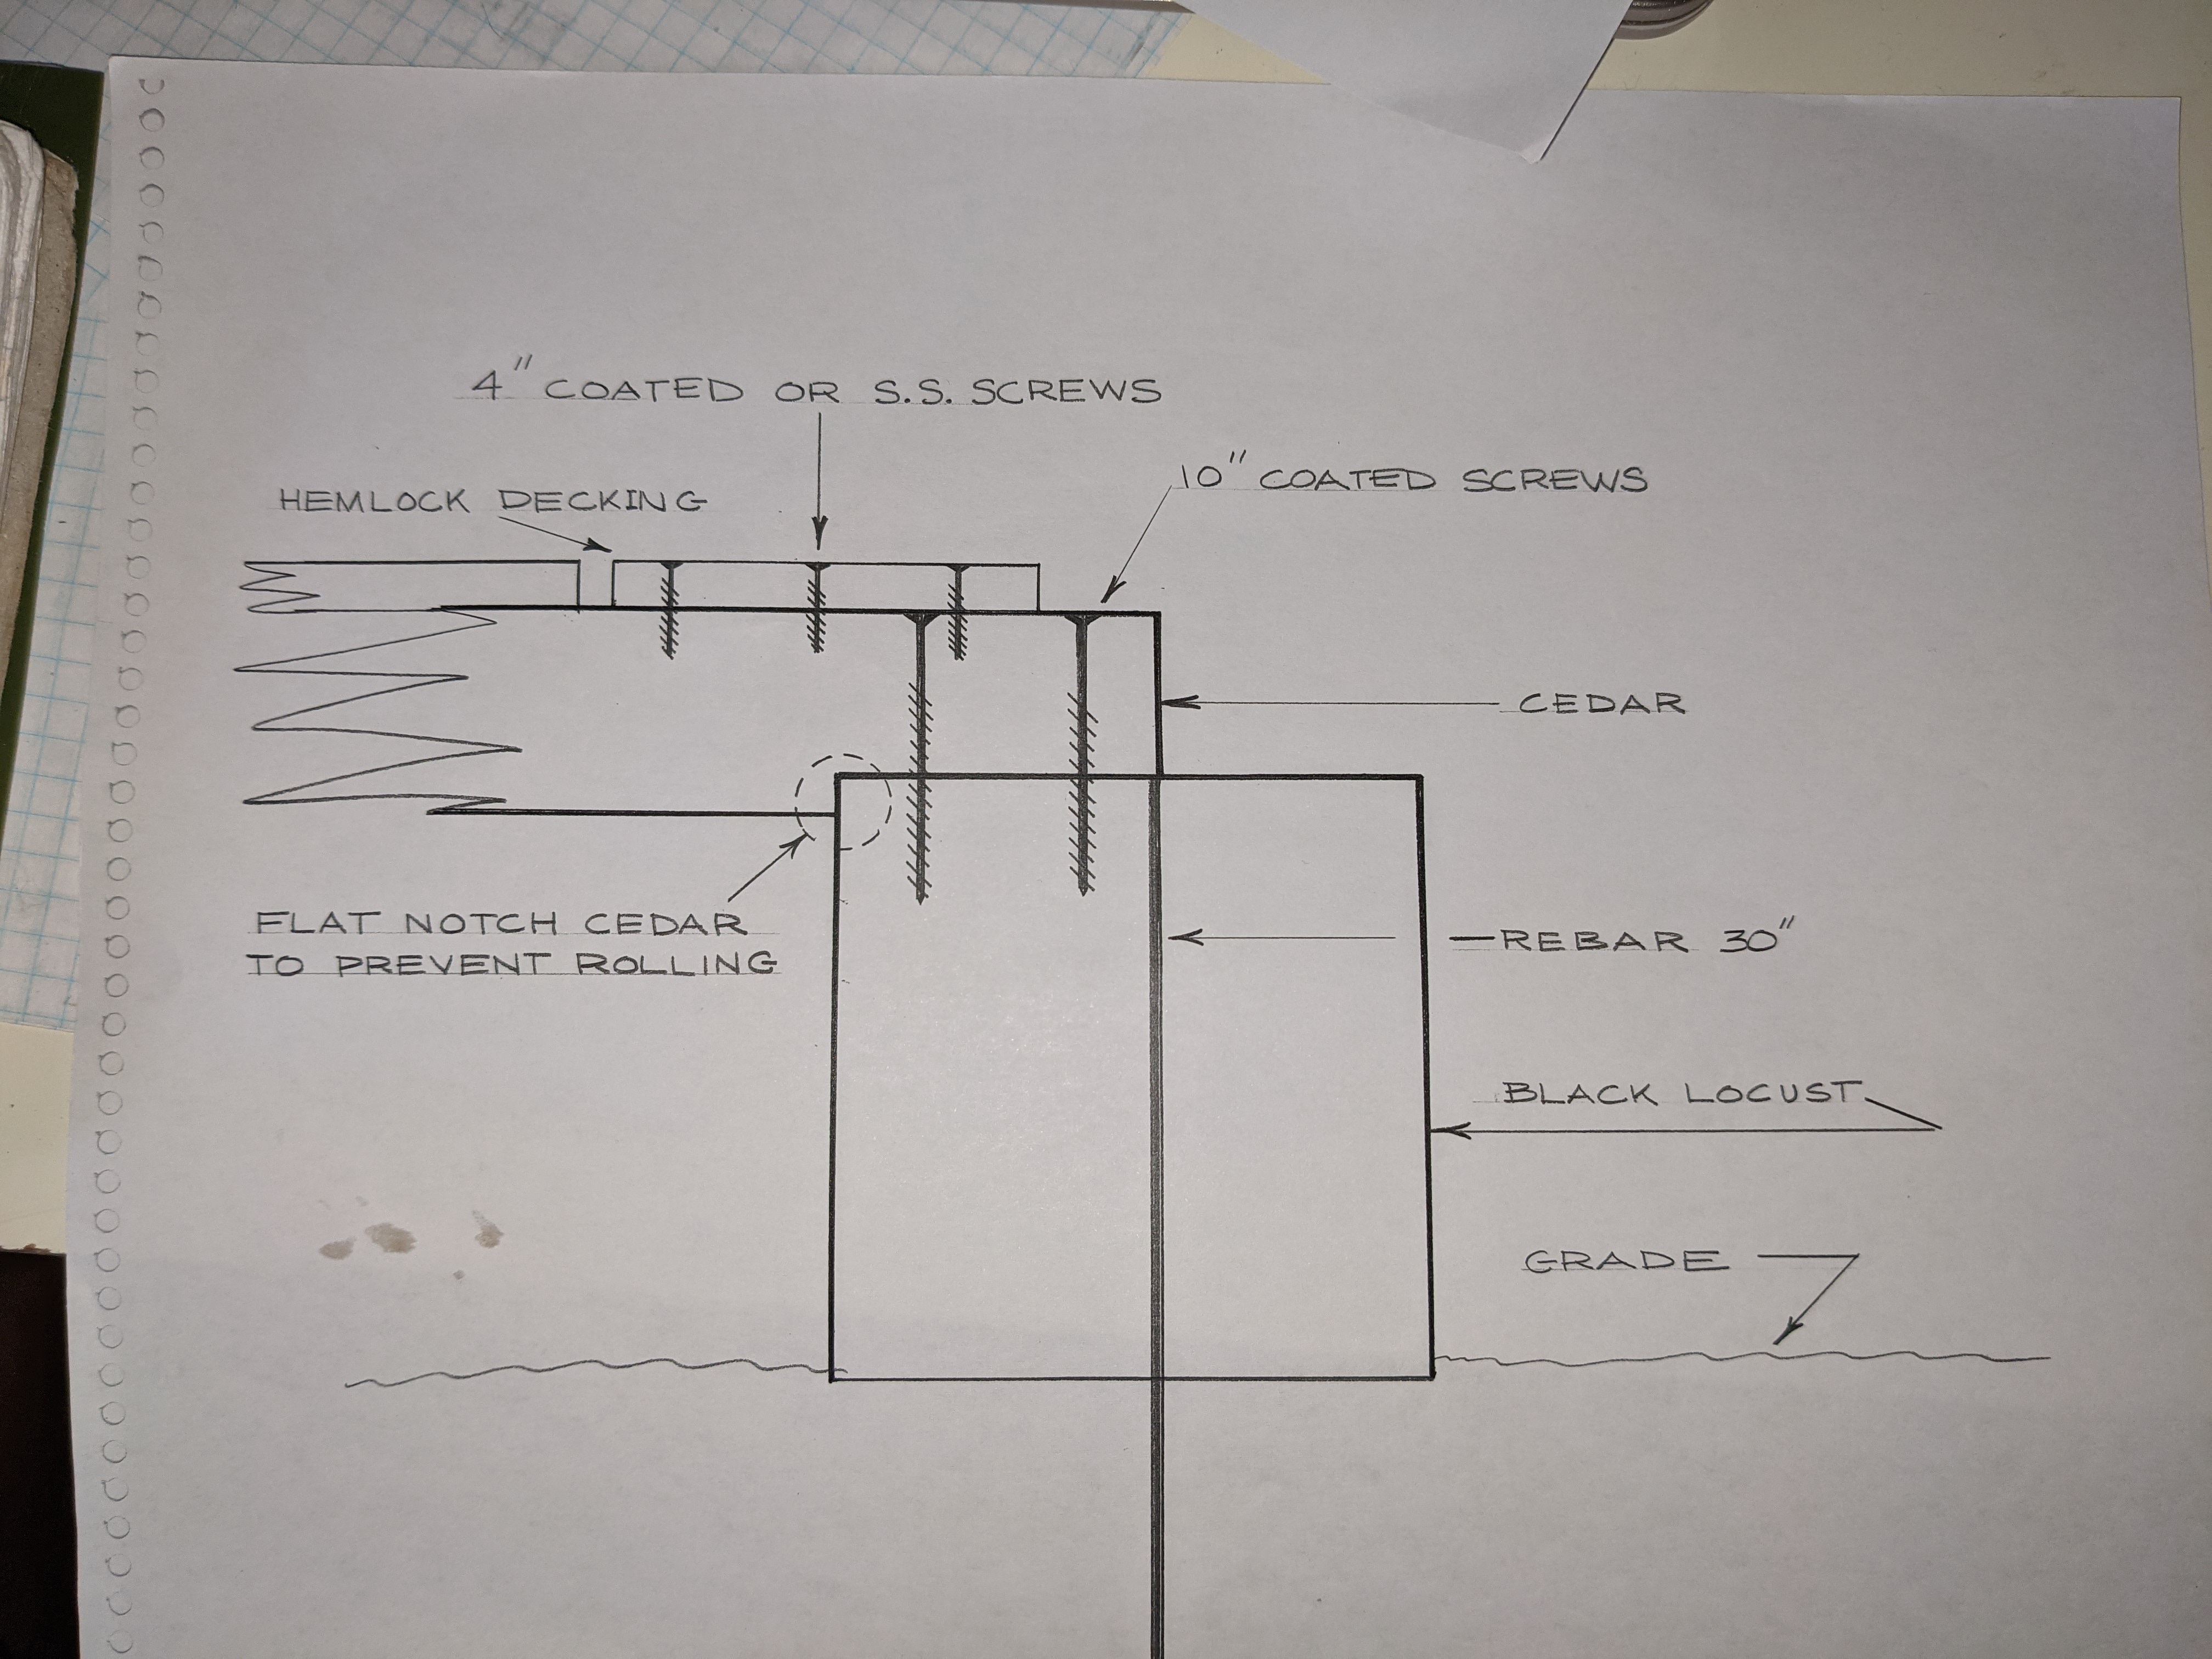 4" COATED OR S.S. SCREWS
10" COATED SCREWS
HEMLOCK DECKING
CEDAR
FLAT NOTCH CEDAR
TO PREVENT ROLLING
REBAR 30"
BLACK LOCUST
GRADE